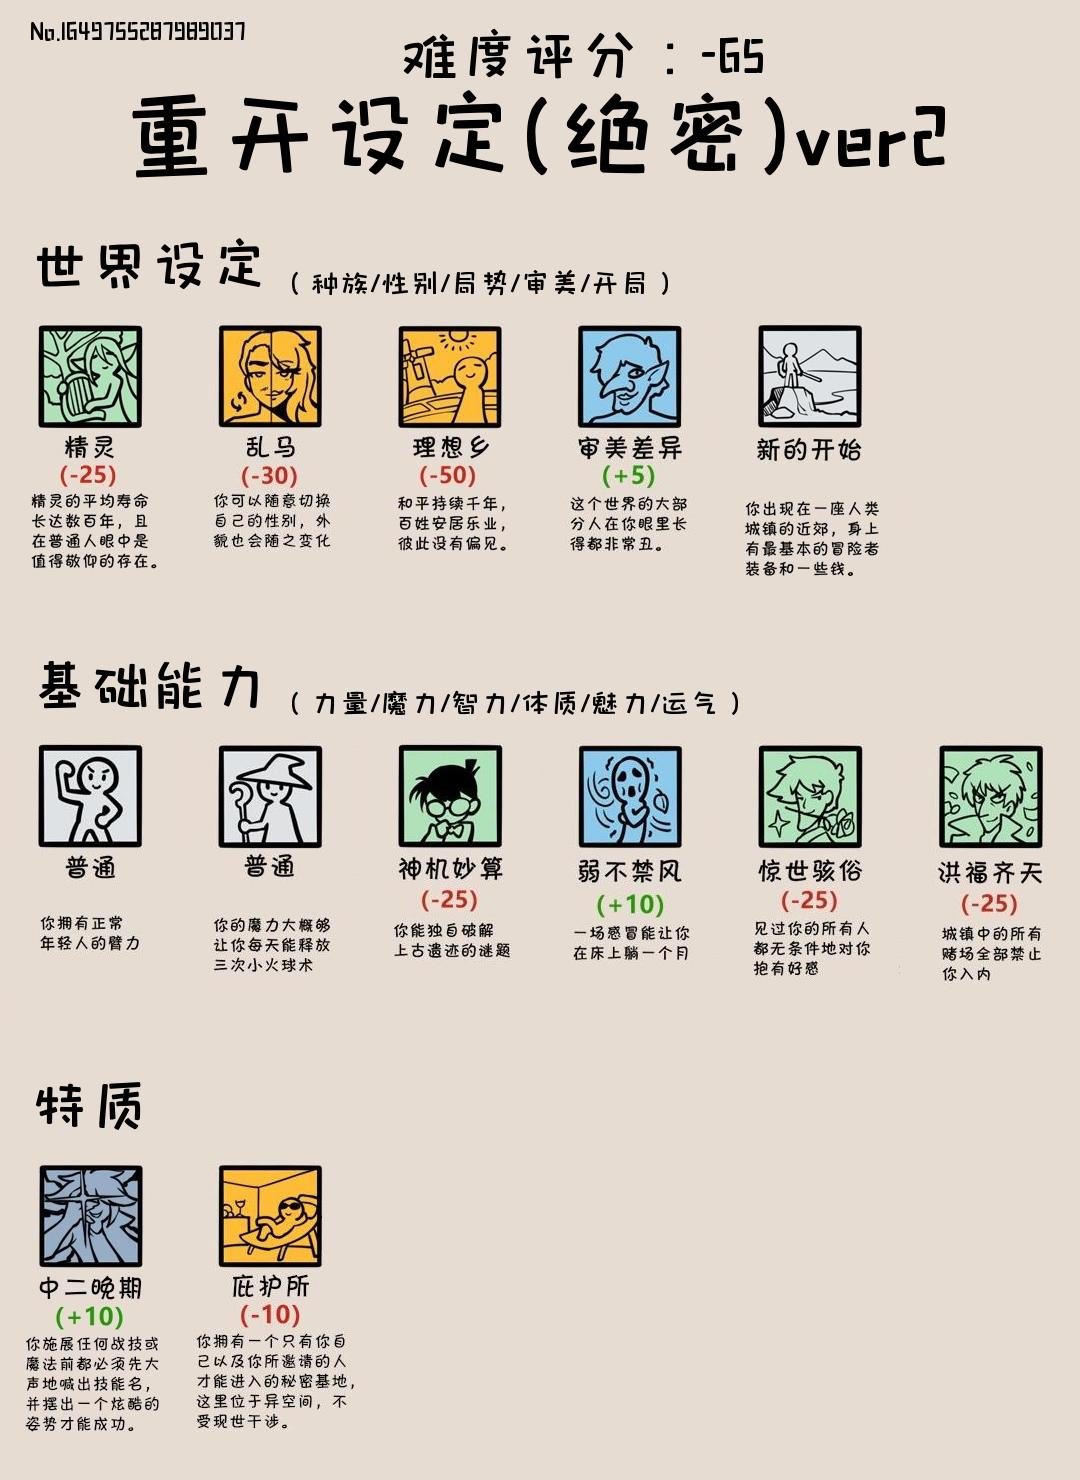 No.1649755287989037
难度评分：-65
重开设定(绝密)ver2
世界设定 ( 种族/性别/局势/审美/开局 )
精灵
(-25)
精灵的平均寿命
长达数百年，且
在普通人眼中是
值得敬仰的存在。
乱马
(-30)
你可以随意切换
自己的性别，外
貌也会随之变化
理想乡
(-50)
和平持续千年，
百姓安居乐业，
彼此没有偏见。
审美差异
(+5)
这个世界的大部
分人在你眼里长
得都非常丑。
新的开始
你出现在一座人类
城镇的近郊，身上
有最基本的冒险者
装备和一些钱。
基础能力 ( 力量/魔力/智力/体质/魅力/运气 )
普通
你拥有正常
年轻人的臂力
普通
你的魔力大概够
让你每天能释放
三次小火球术
神机妙算
(-25)
你能独自破解
上古遗迹的谜题
弱不禁风
(+10)
一场感冒能让你
在床上躺一个月
惊世骇俗
(-25)
见过你的所有人
都无条件地对你
抱有好感
洪福齐天
(-25)
城镇中的所有
赌场全部禁止
你入内
特质
中二晚期
(+10)
你施展任何战技或
魔法前都必须先大
声地喊出技能名，
并摆出一个炫酷的
姿势才能成功。
庇护所
(-10)
你拥有一个只有你自
己以及你所邀请的人
才能进入的秘密基地，
这里位于异空间，不
受现世干涉。